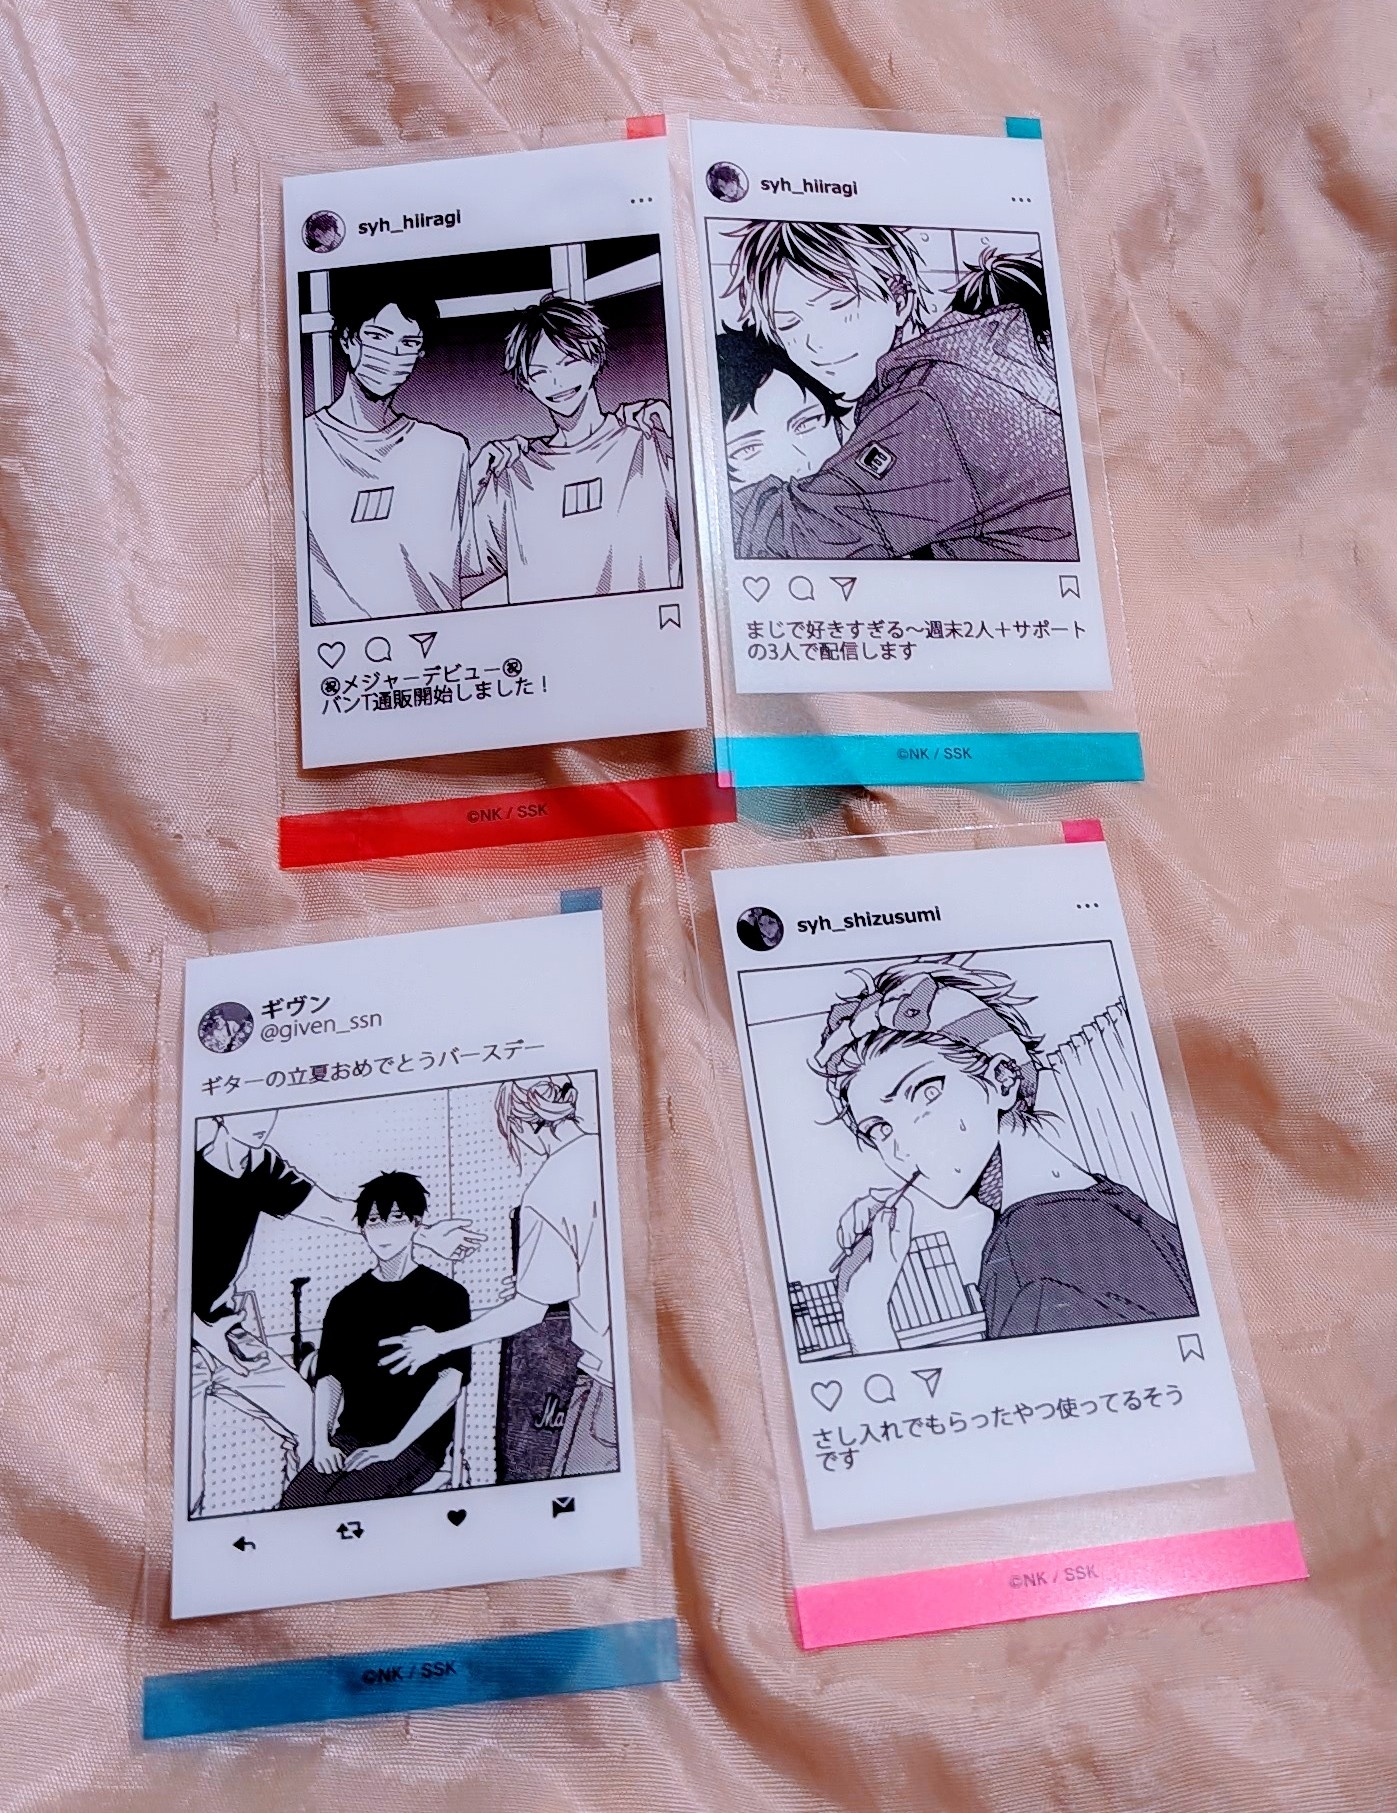 syh_hiiragi
㊗メジャーデビュー㊗
バンT通販開始しました！
©NK / SSK
syh_hiiragi
E
まじで好きすぎる〜週末2人＋サポート
の3人で配信します
©NK / SSK
ギヴン
@given_ssn
ギターの立夏おめでとうバースデー
Ma
©NK / SSK
syh_shizusumi
さし入れでもらったやつ使ってるそう
です
©NK / SSK